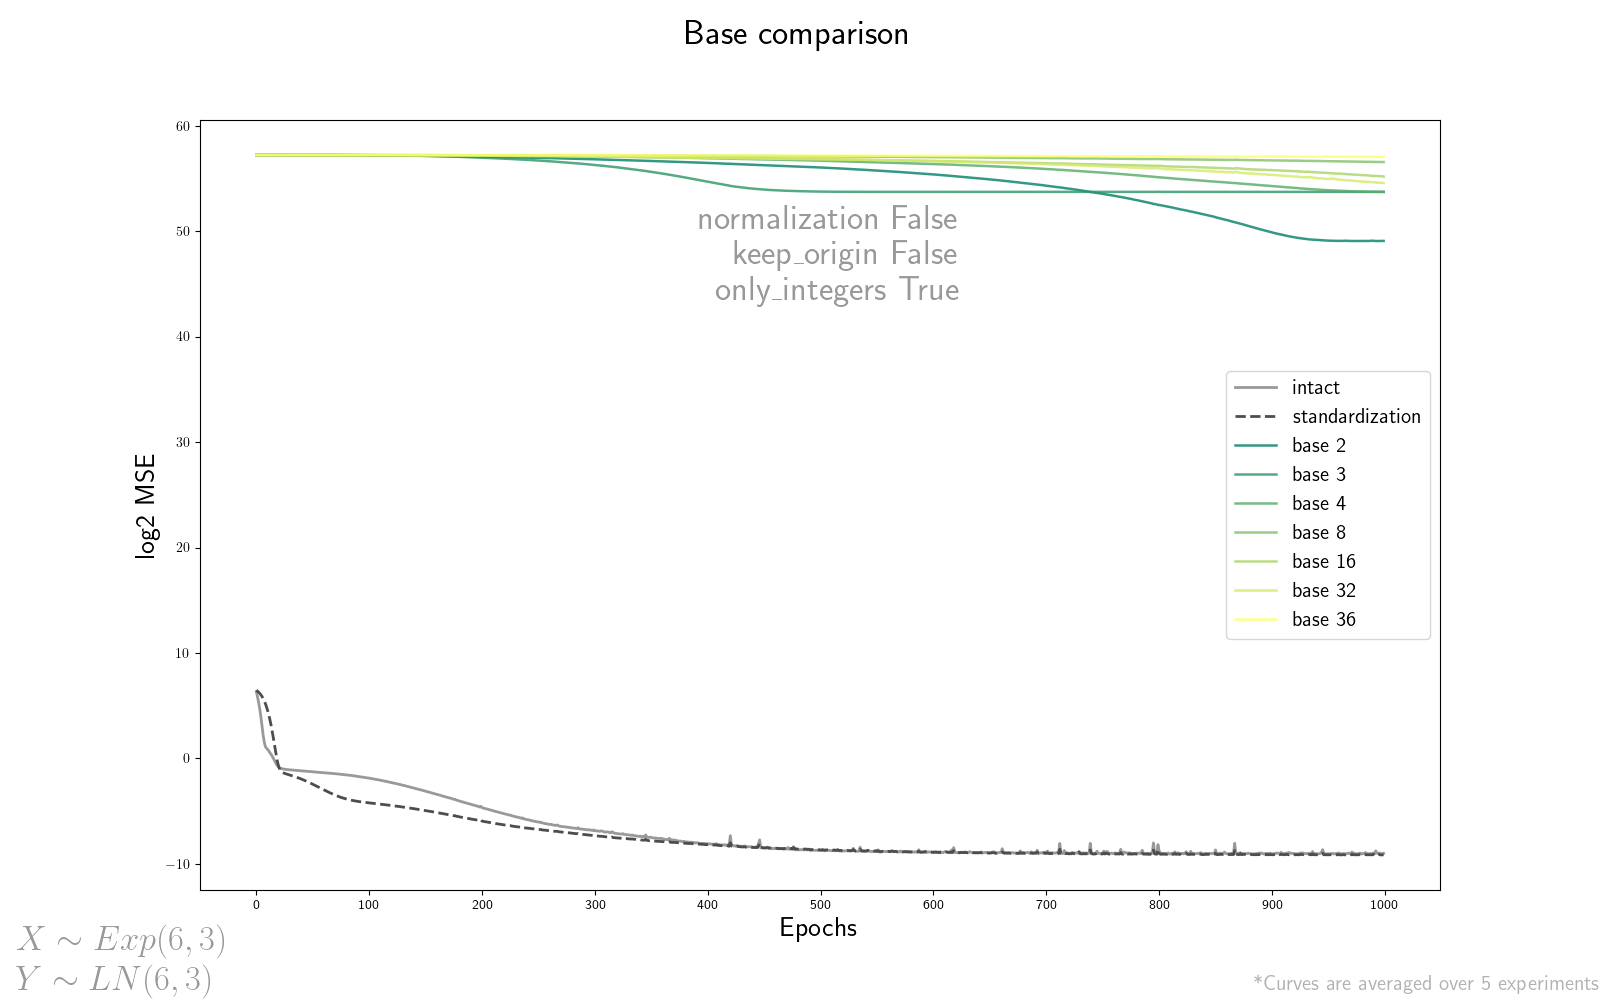 Base comparison
60
50
40
30
20
10
0
−10
log2 MSE
normalization False
keep_origin False
only_integers True
intact
standardization
base 2
base 3
base 4
base 8
base 16
base 32
base 36
0 100 200 300 400 500 600 700 800 900 1000
Epochs
X ∼ Exp(6, 3)
Y ∼ LN(6, 3)
*Curves are averaged over 5 experiments